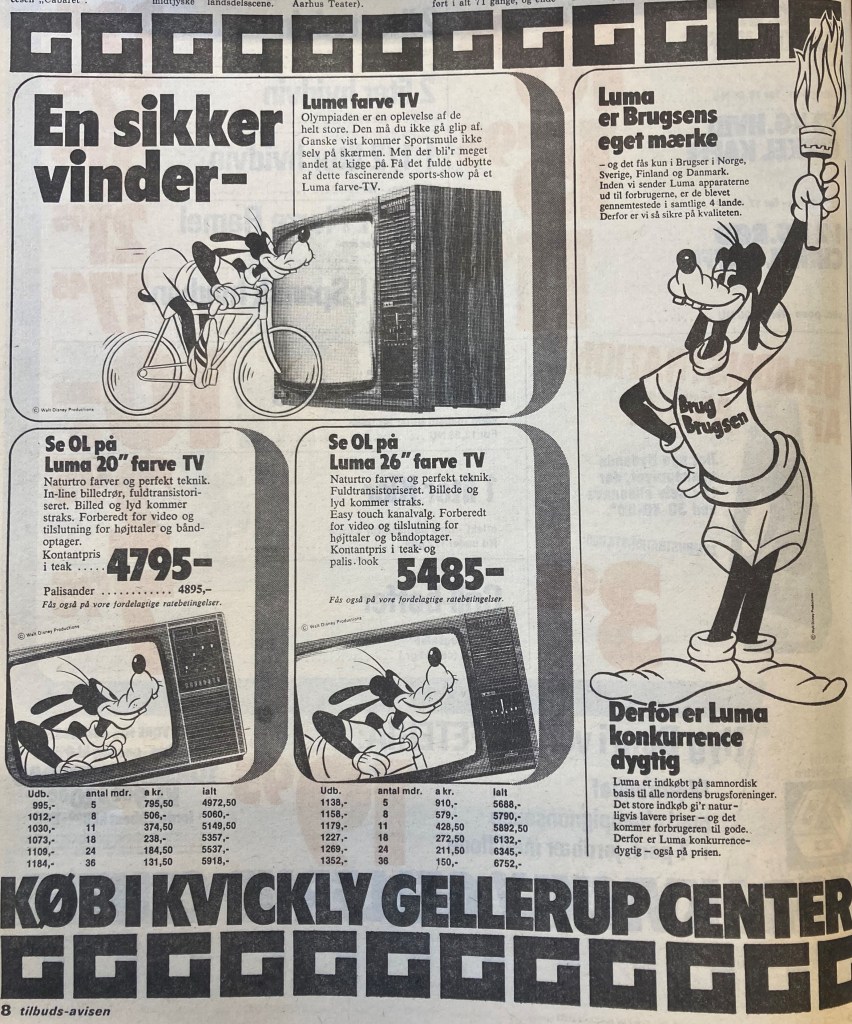 midtjyske landsdelsscene.
Aarhus Teater).
ført i alt 71 gange, og ende
En sikker
vinder-
Luma farve TV
Olympiaden er en oplevelse af de
helt store. Den må du ikke gå glip af.
Ganske vist kommer Sportsmule ikke
selv på skærmen. Men der bli'r meget
andet at kigge på. Få det fulde udbytte
af dette fascinerende sports-show på et
Luma farve-TV.
© Walt Disney Productions
Luma
er Brugsens
eget mærke
- og det fås kun i Brugser i Norge,
Sverige, Finland og Danmark.
Inden vi sender Luma apparaterne
ud til forbrugerne, er de blevet
gennemtestede i samtlige 4 lande.
Derfor er vi så sikre på kvaliteten.
Brug
Brugsen
© Walt Disney Productions
Se OL på
Luma 20" farve TV
Naturtro farver og perfekt teknik.
In-line billedrør, fuldtransistori-
seret. Billed og lyd kommer
straks. Forberedt for video og
tilslutning for højttaler og bånd-
optager.
Kontantpris
i teak ..... 4795-
Palisander ............ 4895,-
Fås også på vore fordelagtige ratebetingelser.
© Walt Disney Productions
Se OL på
Luma 26" farve TV
Naturtro farver og perfekt teknik.
Fuldtransistoriseret. Billede og
lyd kommer straks.
Easy touch kanalvalg. Forberedt
for video og tilslutning for
højttaler og båndoptager.
Kontantpris i teak- og
palis.-look 5485-
Fås også på vore fordelagtige ratebetingelser.
© Walt Disney Productions
Udb. antal mdr. a kr. ialt
995,- 5 795,50 4972,50
1012,- 8 506,- 5060,-
1030,- 11 374,50 5149,50
1073,- 18 238,- 5357,-
1109,- 24 184,50 5537,-
1184,- 36 131,50 5918,-
Udb. antal mdr. a kr. ialt
1138,- 5 910,- 5688,-
1158,- 8 579,- 5790,-
1179,- 11 428,50 5892,50
1227,- 18 272,50 6132,-
1269,- 24 211,50 6345,-
1352,- 36 150,- 6752,-
Derfor er Luma
konkurrence
dygtig
Luma er indkøbt på samnordisk
basis til alle nordens brugsforeninger.
Det store indkøb gi'r natur-
ligvis lavere priser – og det
kommer forbrugeren til gode.
Derfor er Luma konkurrence-
dygtig – også på prisen.
KØB I KVICKLY GELLERUP CENTER
8 tilbuds-avisen